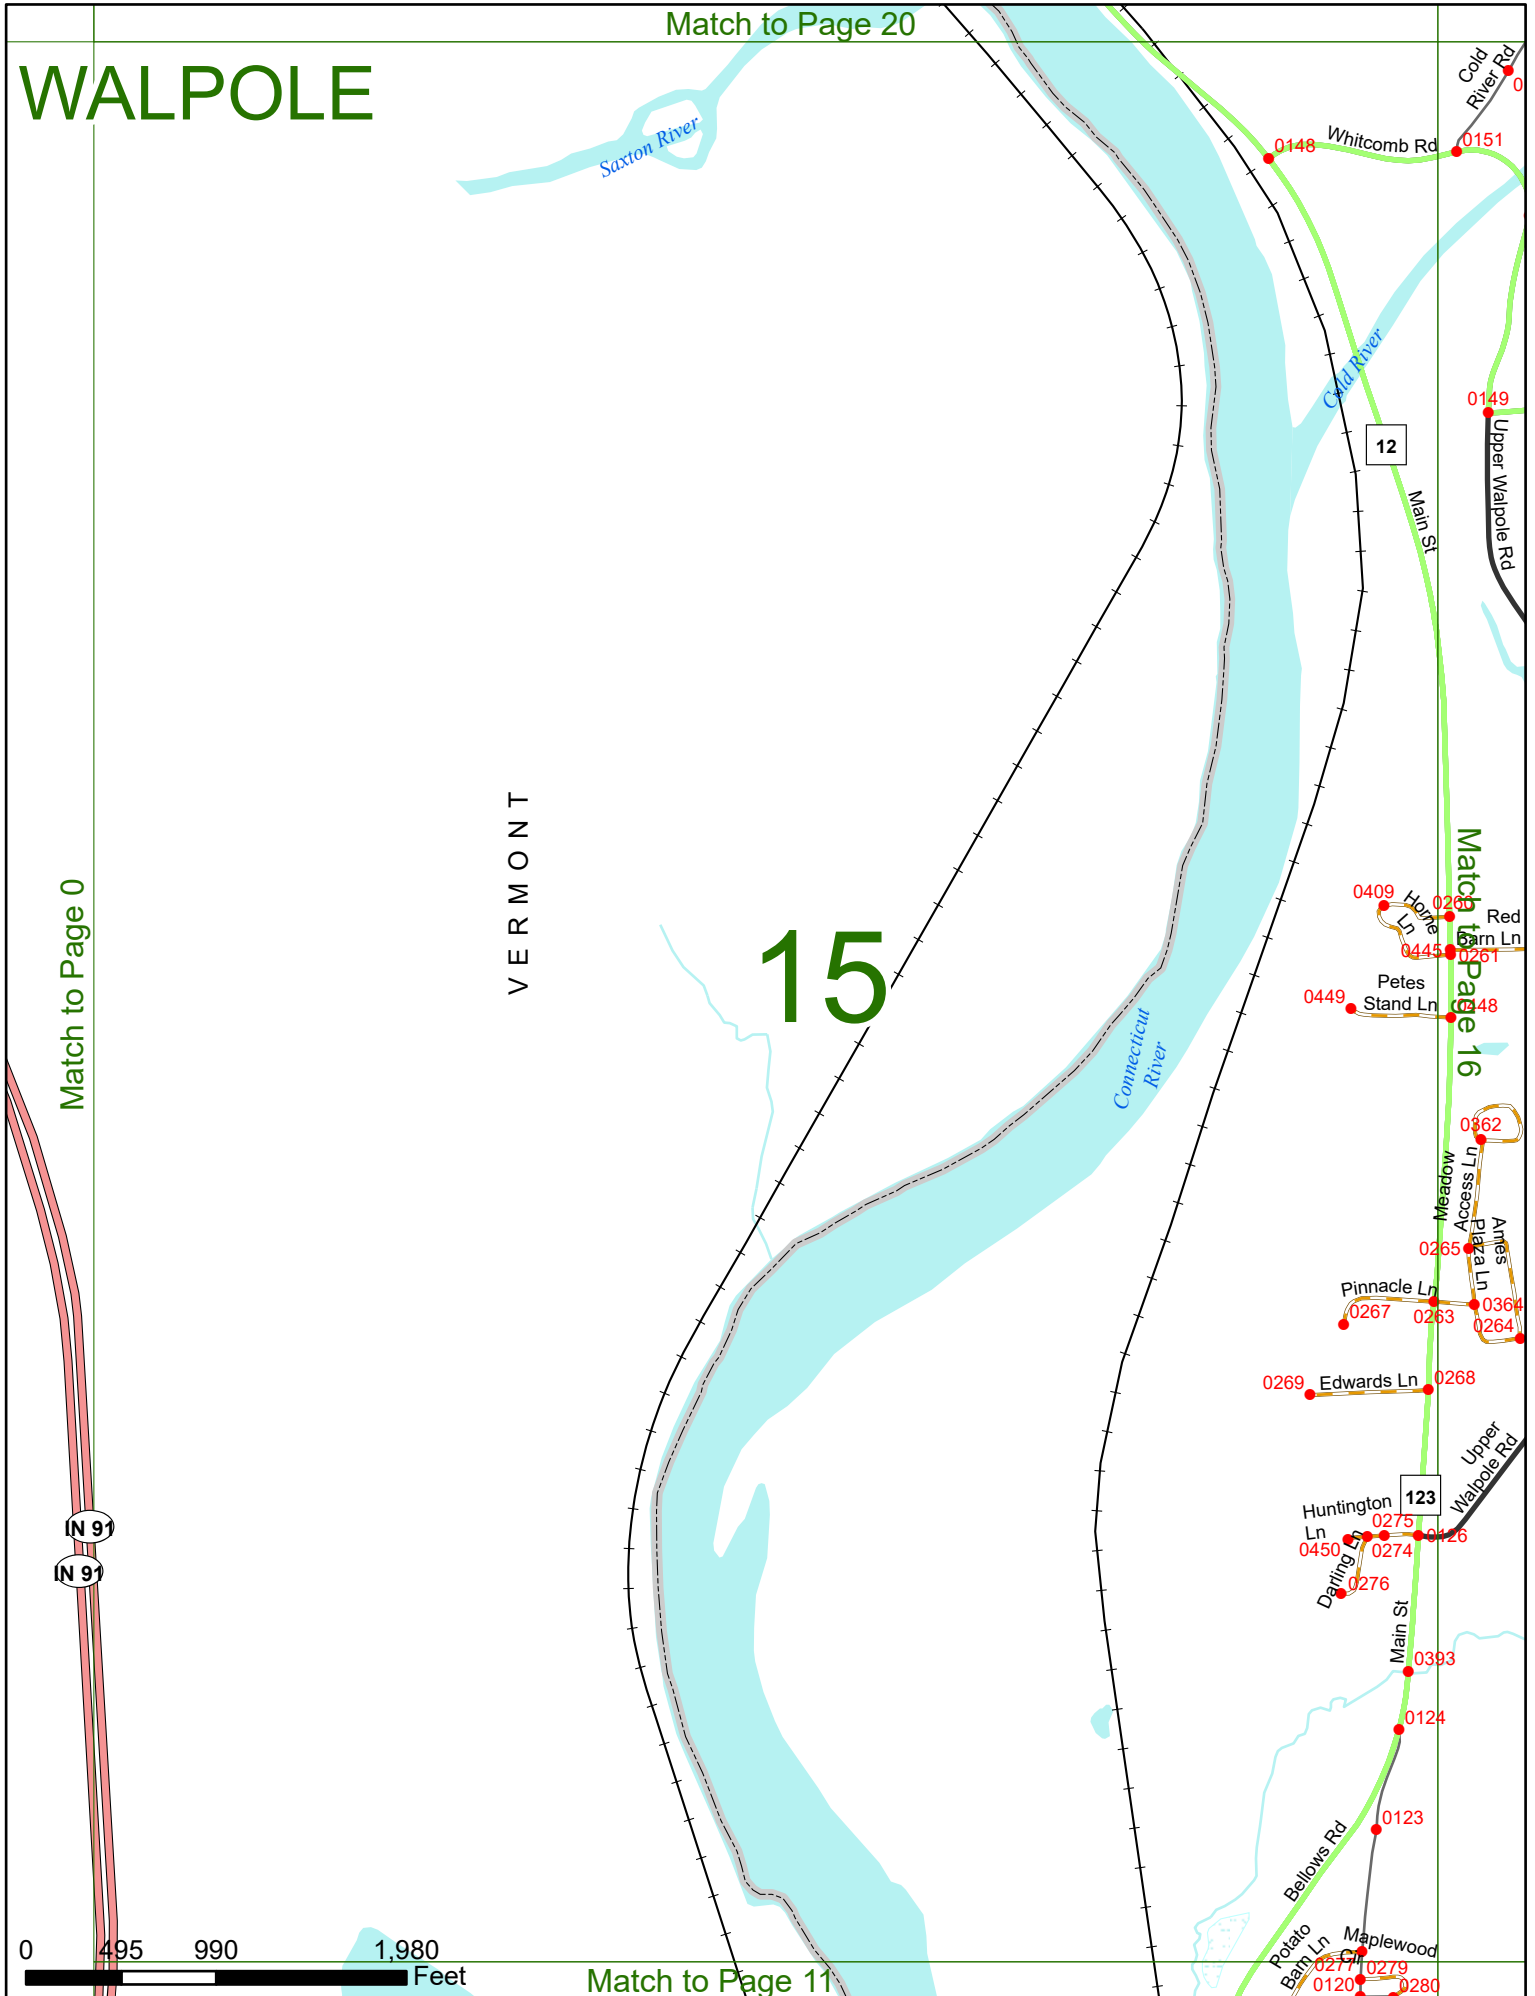 Match to Page 20
WALPOLE
Cold
River Rd
0
Saxton River
0148
Whitcomb Rd
0151
Cold River
0149
12
Upper Walpole Rd
Main St
VERMONT
Match to Page 0
15
Match to Page 16
0409
Horne
Ln
0260
Red
Barn Ln
0445
0261
Petes
Stand Ln
0449
0448
Connecticut
River
0362
Meadow
Access Ln
Ames
Plaza Ln
0265
Pinnacle Ln
0267
0263
0364
0264
0269
Edwards Ln
0268
Upper
Walpole Rd
123
IN 91
IN 91
Huntington
Ln
0275
0450
0274
0126
Darling Ln
0276
Main St
0393
0124
0123
Bellows Rd
Potato
Barn Ln
Maplewood
Cir
0277
0279
0120
0280
0 495 990 1,980
Feet
Match to Page 11